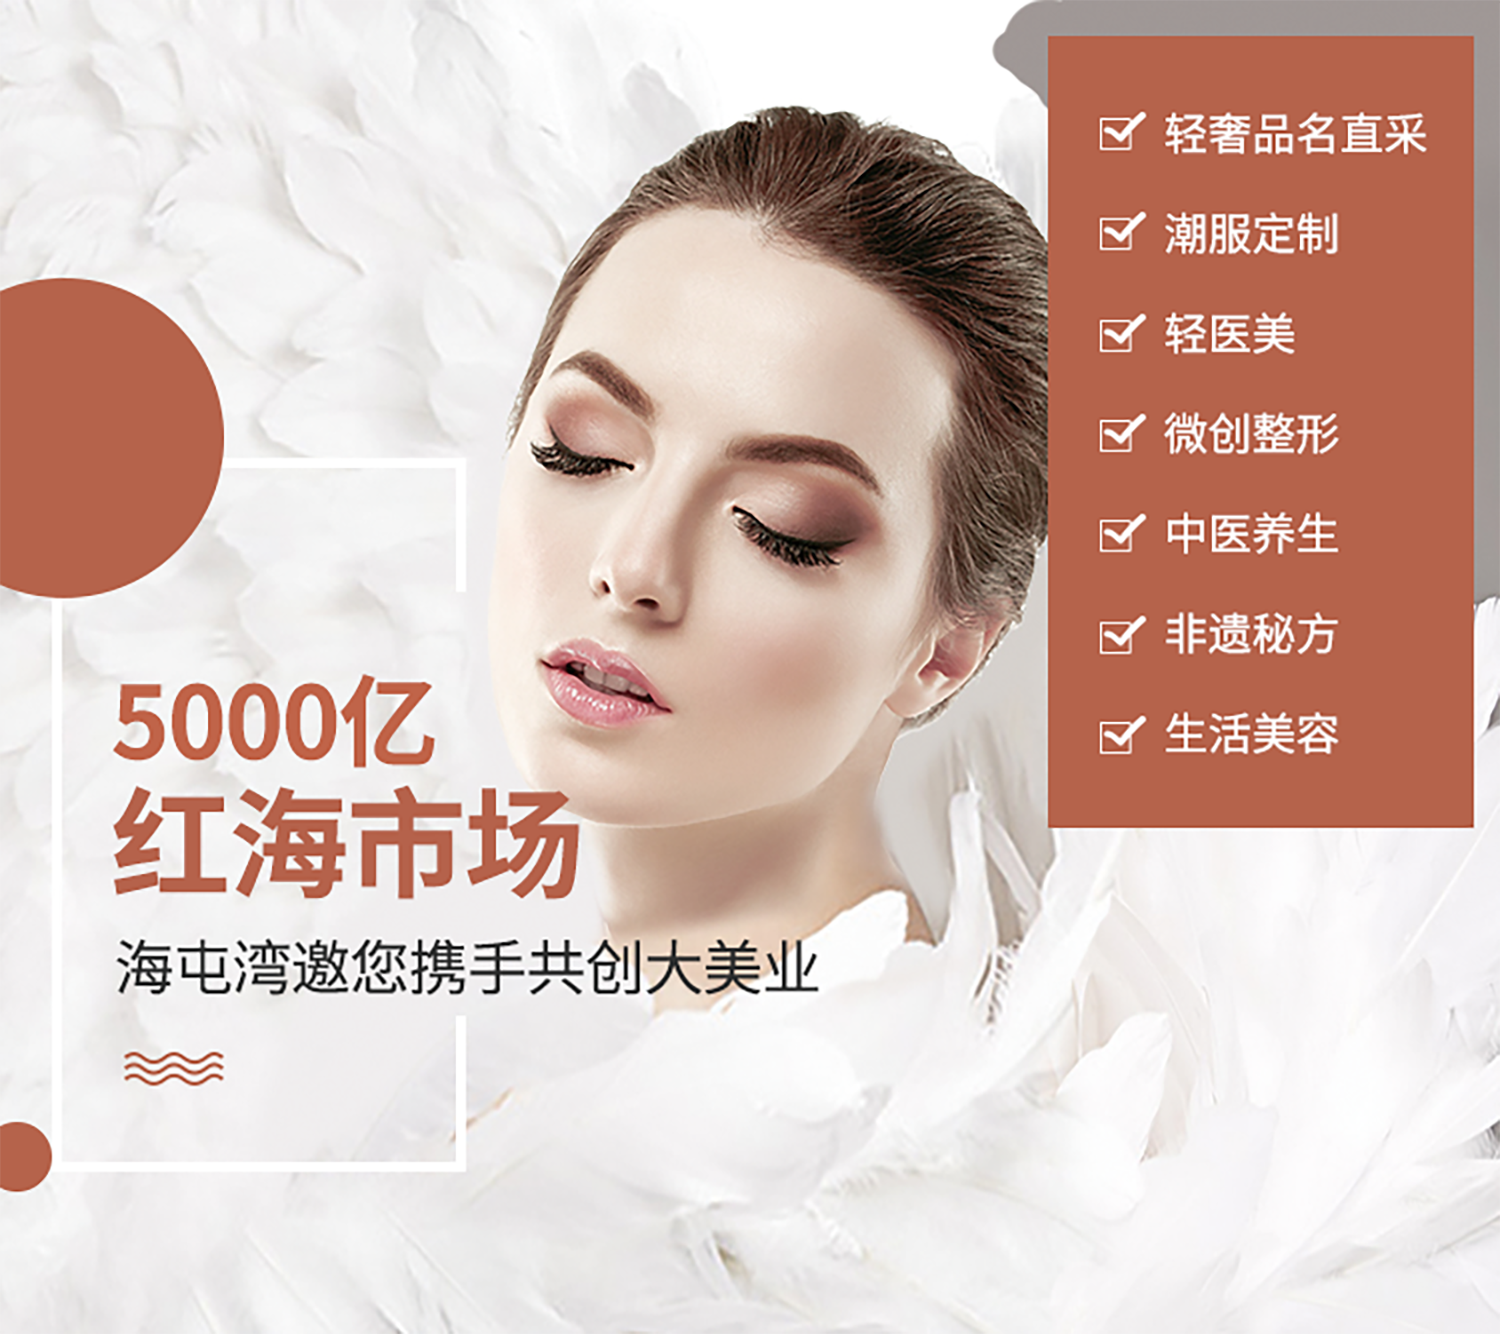 轻奢品名直采
潮服定制
轻医美
微创整形
中医养生
非遗秘方
生活美容
5000亿
红海市场
海屯湾邀您携手共创大美业